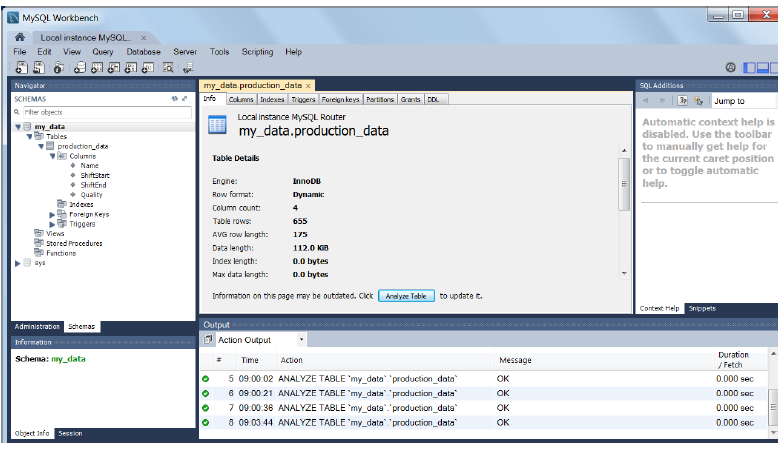 MySQL Workbench
Local instance MySQL.. ×
File Edit View Query Database Server Tools Scripting Help
Navigator
SCHEMAS
Filter objects
my_data
Tables
production_data
Columns
Name
ShiftStart
ShiftEnd
Quality
Indexes
Foreign Keys
Triggers
Views
Stored Procedures
Functions
sys
Administration Schemas
Information
Schema: my_data
Object Info Session
my_data.production_data ×
Info Columns Indexes Triggers Foreign keys Partitions Grants DDL
Local instance MySQL Router
my_data.production_data
Table Details
Engine: InnoDB
Row format: Dynamic
Column count: 4
Table rows: 655
AVG row length: 175
Data length: 112.0 KiB
Index length: 0.0 bytes
Max data length: 0.0 bytes
Information on this page may be outdated. Click Analyze Table to update it.
SQL Additions
Jump to
Automatic context help is
disabled. Use the toolbar
to manually get help for
the current caret position
or to toggle automatic
help.
Context Help Snippets
Output
Action Output
# Time Action Message Duration / Fetch
5 09:00:02 ANALYZE TABLE `my_data`.`production_data` OK 0.000 sec
6 09:00:21 ANALYZE TABLE `my_data`.`production_data` OK 0.000 sec
7 09:00:36 ANALYZE TABLE `my_data`.`production_data` OK 0.000 sec
8 09:03:44 ANALYZE TABLE `my_data`.`production_data` OK 0.000 sec